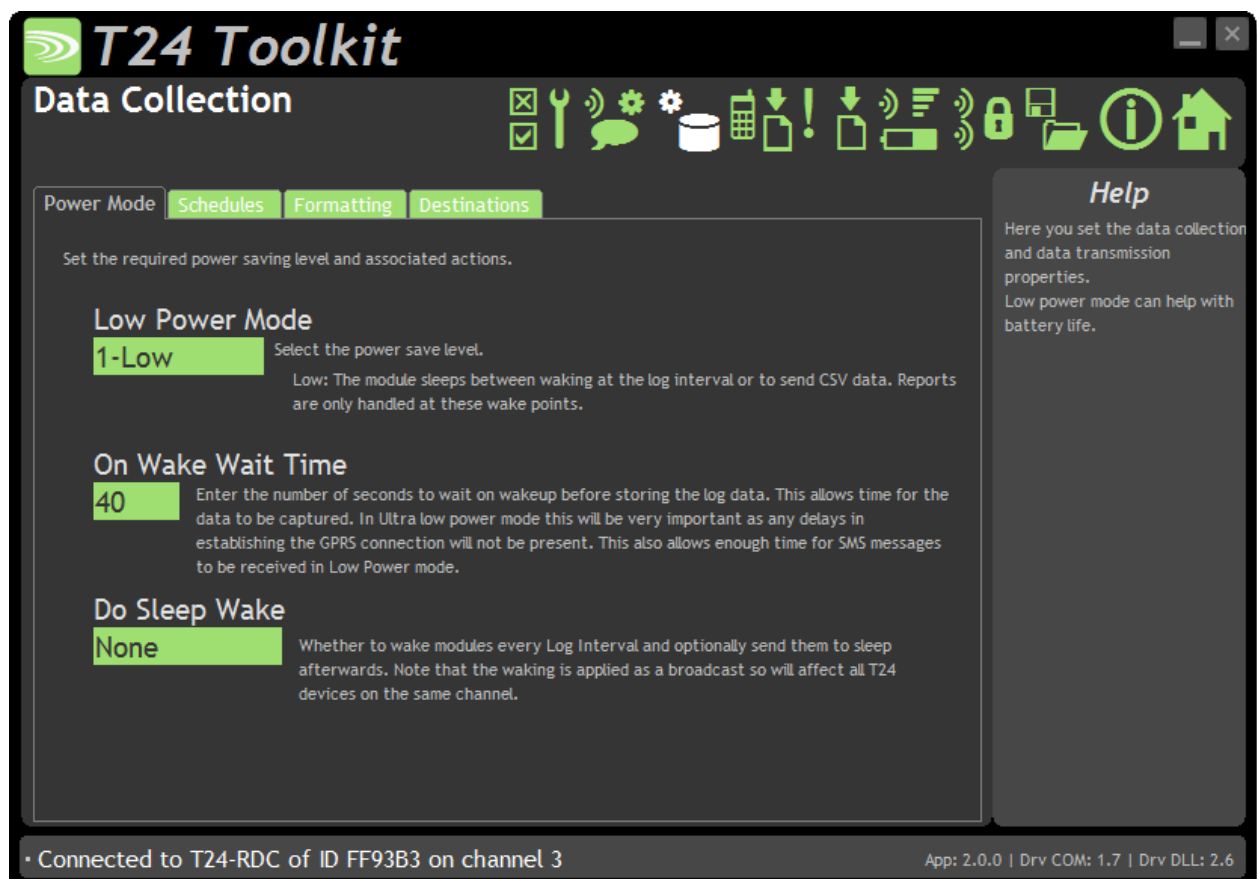 T24 Toolkit
Data Collection
Power Mode
Schedules
Formatting
Destinations
Set the required power saving level and associated actions.
Low Power Mode
1-Low
Select the power save level.
Low: The module sleeps between waking at the log interval or to send CSV data. Reports
are only handled at these wake points.
On Wake Wait Time
40
Enter the number of seconds to wait on wakeup before storing the log data. This allows time for the
data to be captured. In Ultra low power mode this will be very important as any delays in
establishing the GPRS connection will not be present. This also allows enough time for SMS messages
to be received in Low Power mode.
Do Sleep Wake
None
Whether to wake modules every Log Interval and optionally send them to sleep
afterwards. Note that the waking is applied as a broadcast so will affect all T24
devices on the same channel.
Help
Here you set the data collection
and data transmission
properties.
Low power mode can help with
battery life.
Connected to T24-RDC of ID FF93B3 on channel 3
App: 2.0.0 | Drv COM: 1.7 | Drv DLL: 2.6